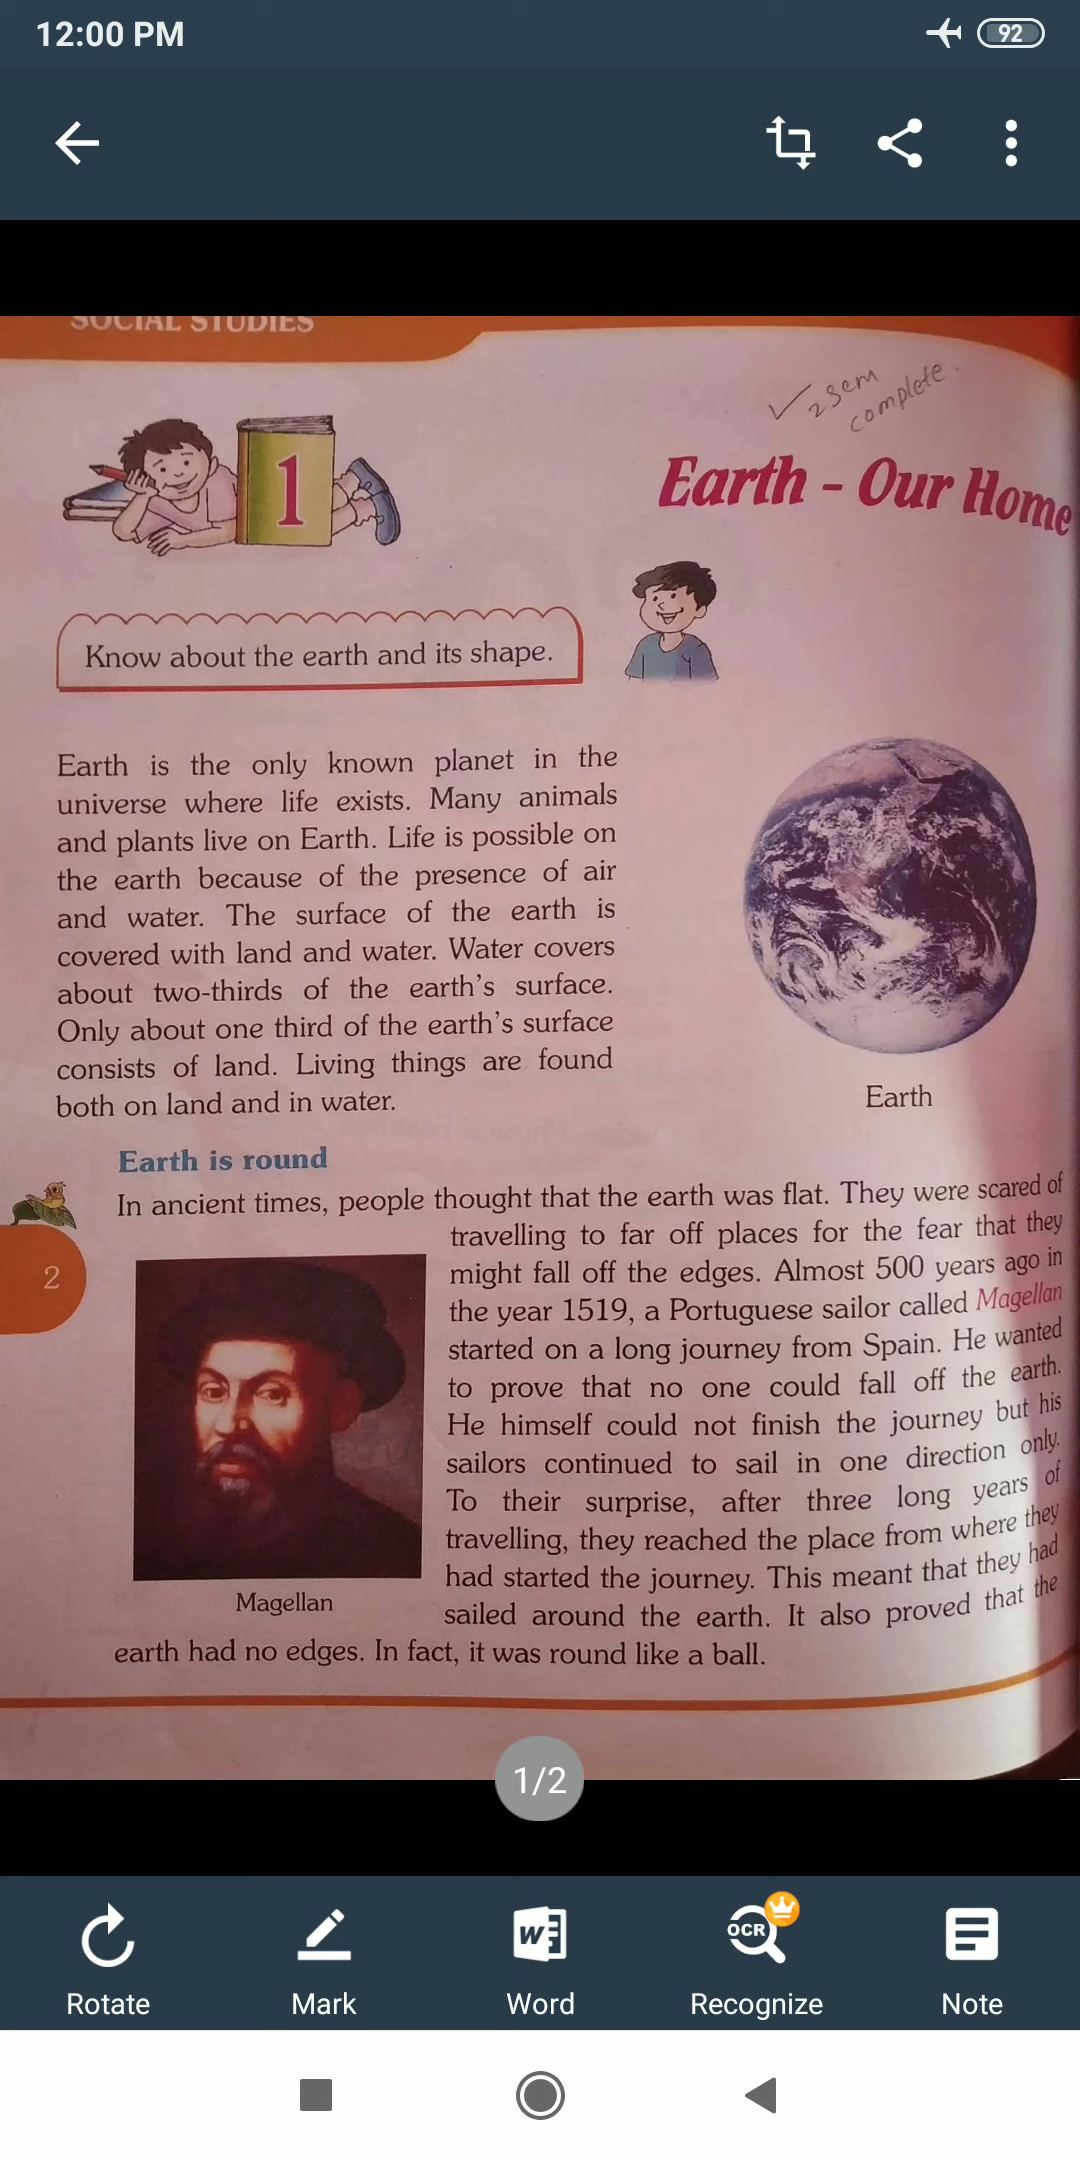 12:00 PM
92
SOCIAL STUDIES
✓ 2 sem
complete.
1
Earth - Our Home
Know about the earth and its shape.
Earth is the only known planet in the
universe where life exists. Many animals
and plants live on Earth. Life is possible on
the earth because of the presence of air
and water. The surface of the earth is
covered with land and water. Water covers
about two-thirds of the earth's surface.
Only about one third of the earth's surface
consists of land. Living things are found
both on land and in water.
Earth
Earth is round
In ancient times, people thought that the earth was flat. They were scared of
travelling to far off places for the fear that they
might fall off the edges. Almost 500 years ago in
the year 1519, a Portuguese sailor called Magellan
started on a long journey from Spain. He wanted
to prove that no one could fall off the earth.
He himself could not finish the journey but his
sailors continued to sail in one direction only.
To their surprise, after three long years of
travelling, they reached the place from where they
had started the journey. This meant that they had
sailed around the earth. It also proved that the
earth had no edges. In fact, it was round like a ball.
2
Magellan
1/2
Rotate
Mark
W
Word
OCR
Recognize
Note